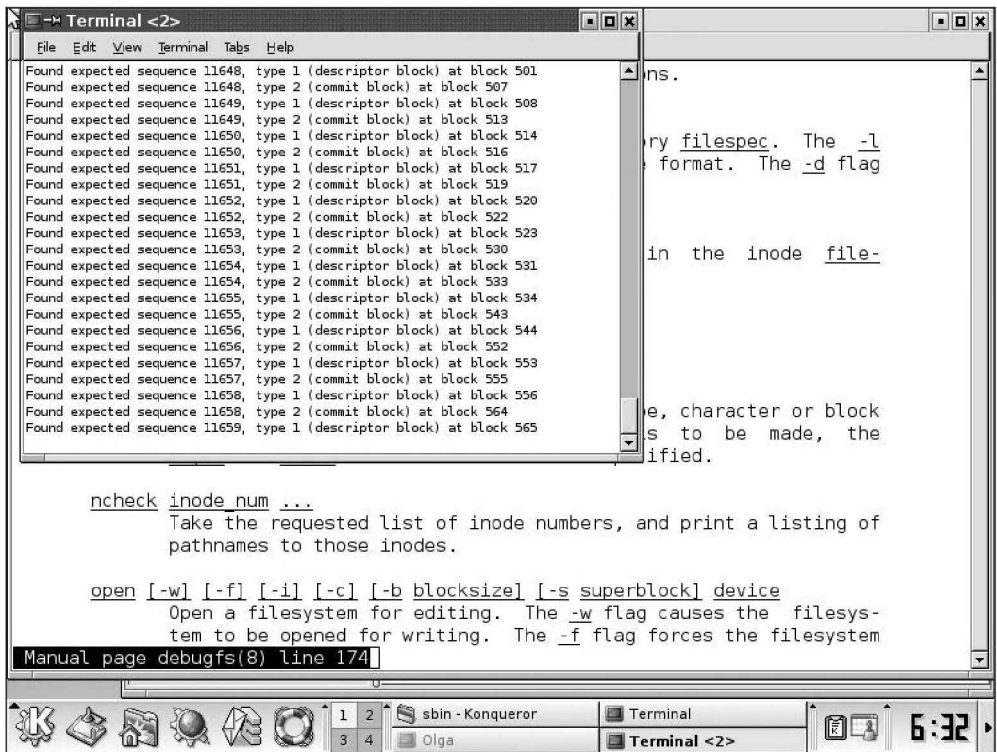 Terminal <2>
File Edit View Terminal Tabs Help
Found expected sequence 11648, type 1 (descriptor block) at block 501
Found expected sequence 11648, type 2 (commit block) at block 507
Found expected sequence 11649, type 1 (descriptor block) at block 508
Found expected sequence 11649, type 2 (commit block) at block 513
Found expected sequence 11650, type 1 (descriptor block) at block 514
Found expected sequence 11650, type 2 (commit block) at block 516
Found expected sequence 11651, type 1 (descriptor block) at block 517
Found expected sequence 11651, type 2 (commit block) at block 519
Found expected sequence 11652, type 1 (descriptor block) at block 520
Found expected sequence 11652, type 2 (commit block) at block 522
Found expected sequence 11653, type 1 (descriptor block) at block 523
Found expected sequence 11653, type 2 (commit block) at block 530
Found expected sequence 11654, type 1 (descriptor block) at block 531
Found expected sequence 11654, type 2 (commit block) at block 533
Found expected sequence 11655, type 1 (descriptor block) at block 534
Found expected sequence 11655, type 2 (commit block) at block 543
Found expected sequence 11656, type 1 (descriptor block) at block 544
Found expected sequence 11656, type 2 (commit block) at block 552
Found expected sequence 11657, type 1 (descriptor block) at block 553
Found expected sequence 11657, type 2 (commit block) at block 555
Found expected sequence 11658, type 1 (descriptor block) at block 556
Found expected sequence 11658, type 2 (commit block) at block 564
Found expected sequence 11659, type 1 (descriptor block) at block 565
ons.
ry filespec. The -l
format. The -d flag
in the inode file-
e, character or block
s to be made, the
ified.
ncheck inode_num ...
Take the requested list of inode numbers, and print a listing of
pathnames to those inodes.
open [-w] [-f] [-i] [-c] [-b blocksize] [-s superblock] device
Open a filesystem for editing. The -w flag causes the filesys-
tem to be opened for writing. The -f flag forces the filesystem
Manual page debugfs(8) line 174
1 2
3 4
sbin - Konqueror
Olga
Terminal
Terminal <2>
6:32